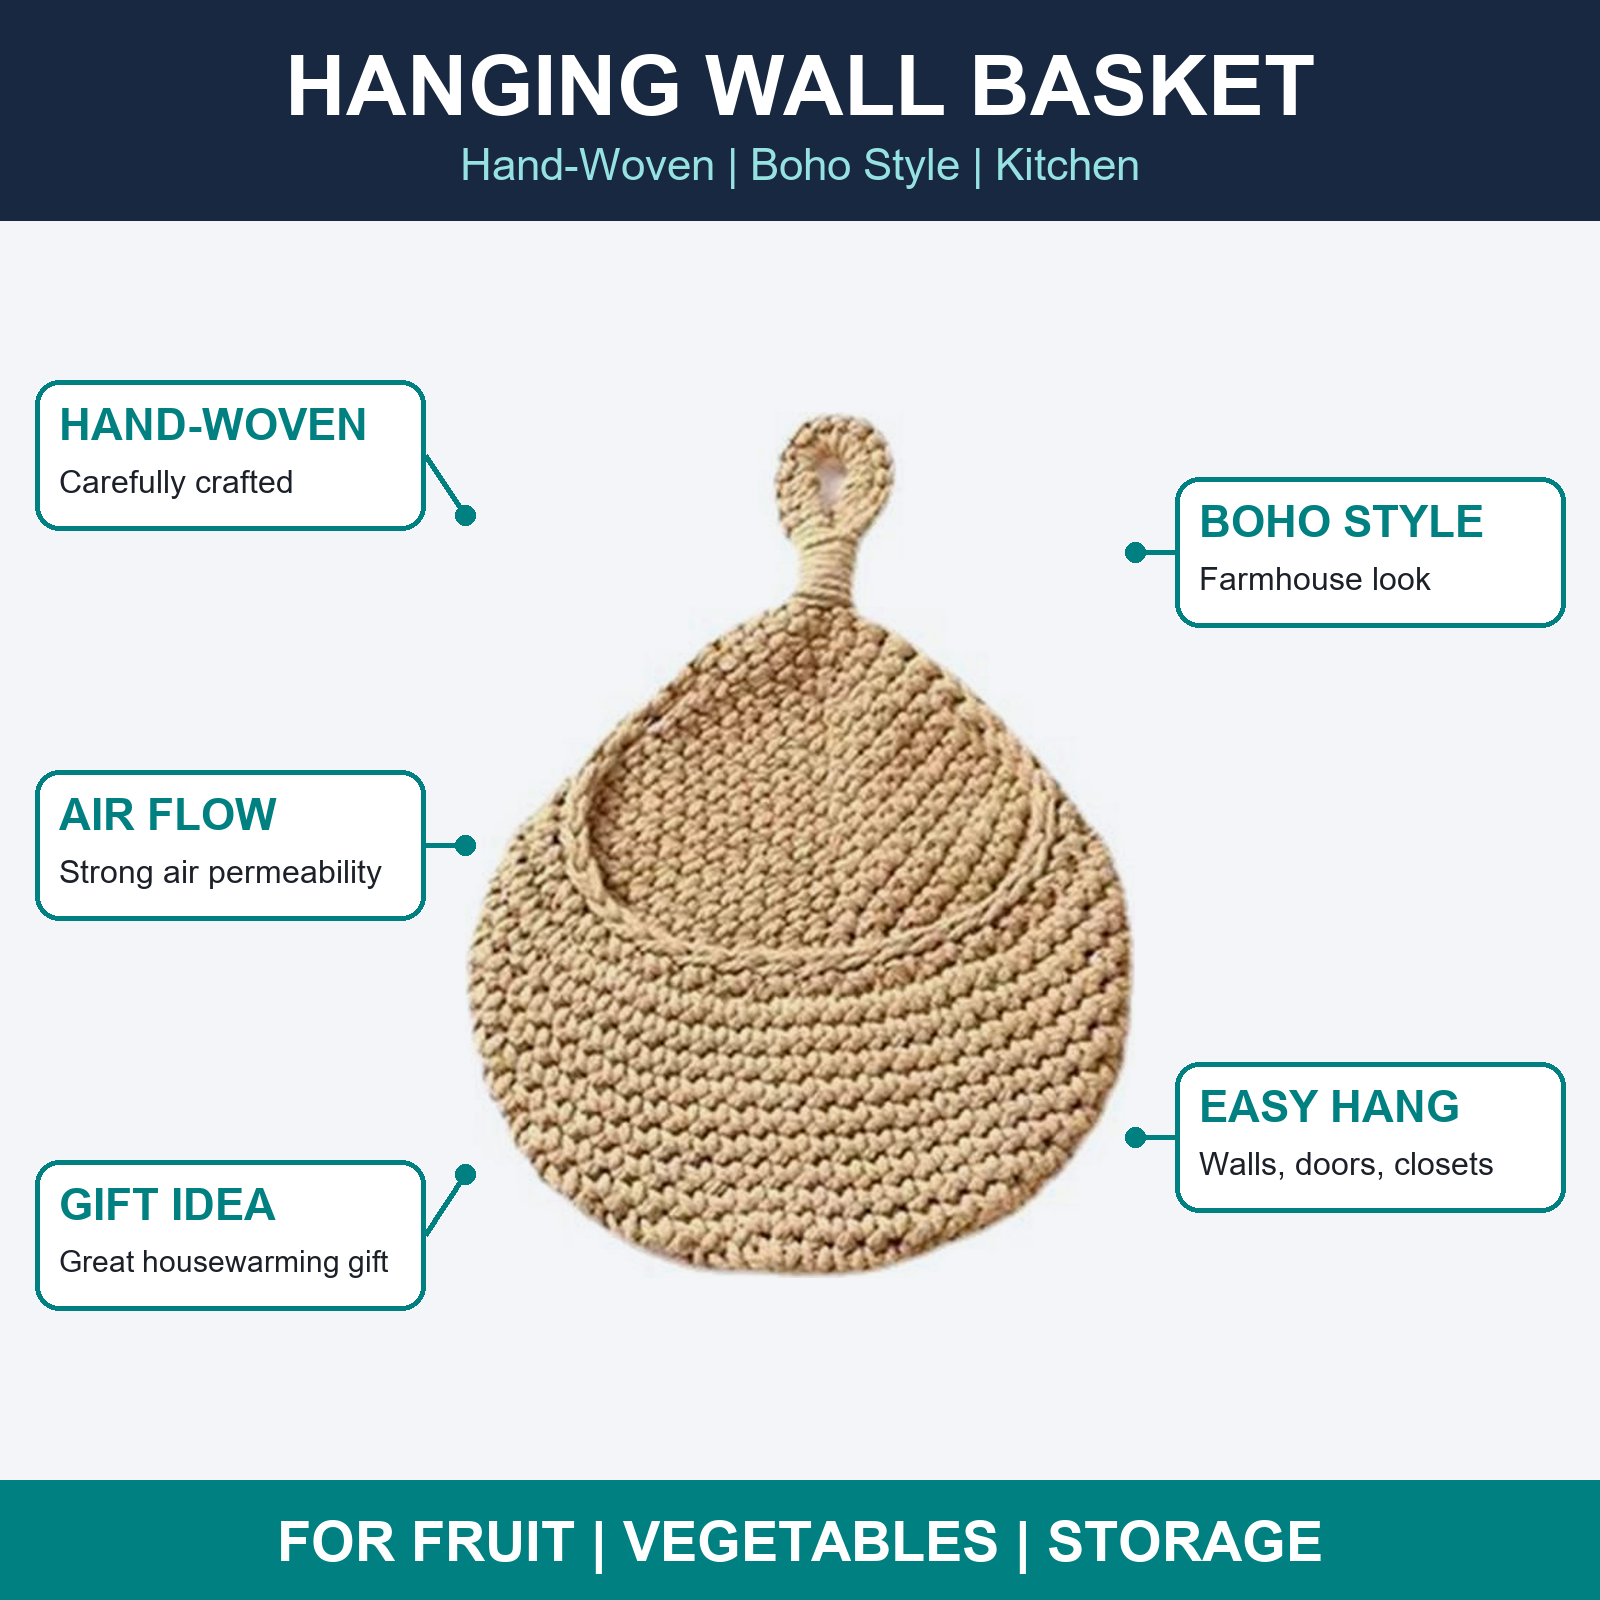 HANGING WALL BASKET
Hand-Woven | Boho Style | Kitchen
HAND-WOVEN
Carefully crafted
BOHO STYLE
Farmhouse look
AIR FLOW
Strong air permeability
EASY HANG
Walls, doors, closets
GIFT IDEA
Great housewarming gift
FOR FRUIT | VEGETABLES | STORAGE